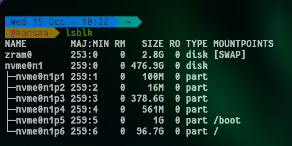 Wed 15 Oct - 10:22
@kansaa lsblk
NAME        MAJ:MIN RM   SIZE RO TYPE MOUNTPOINTS
zram0       253:0    0   2.8G  0 disk [SWAP]
nvme0n1     259:0    0 476.9G  0 disk
├─nvme0n1p1 259:1    0   100M  0 part
├─nvme0n1p2 259:2    0    16M  0 part
├─nvme0n1p3 259:3    0 378.6G  0 part
├─nvme0n1p4 259:4    0   561M  0 part
├─nvme0n1p5 259:5    0     1G  0 part /boot
└─nvme0n1p6 259:6    0  96.7G  0 part /